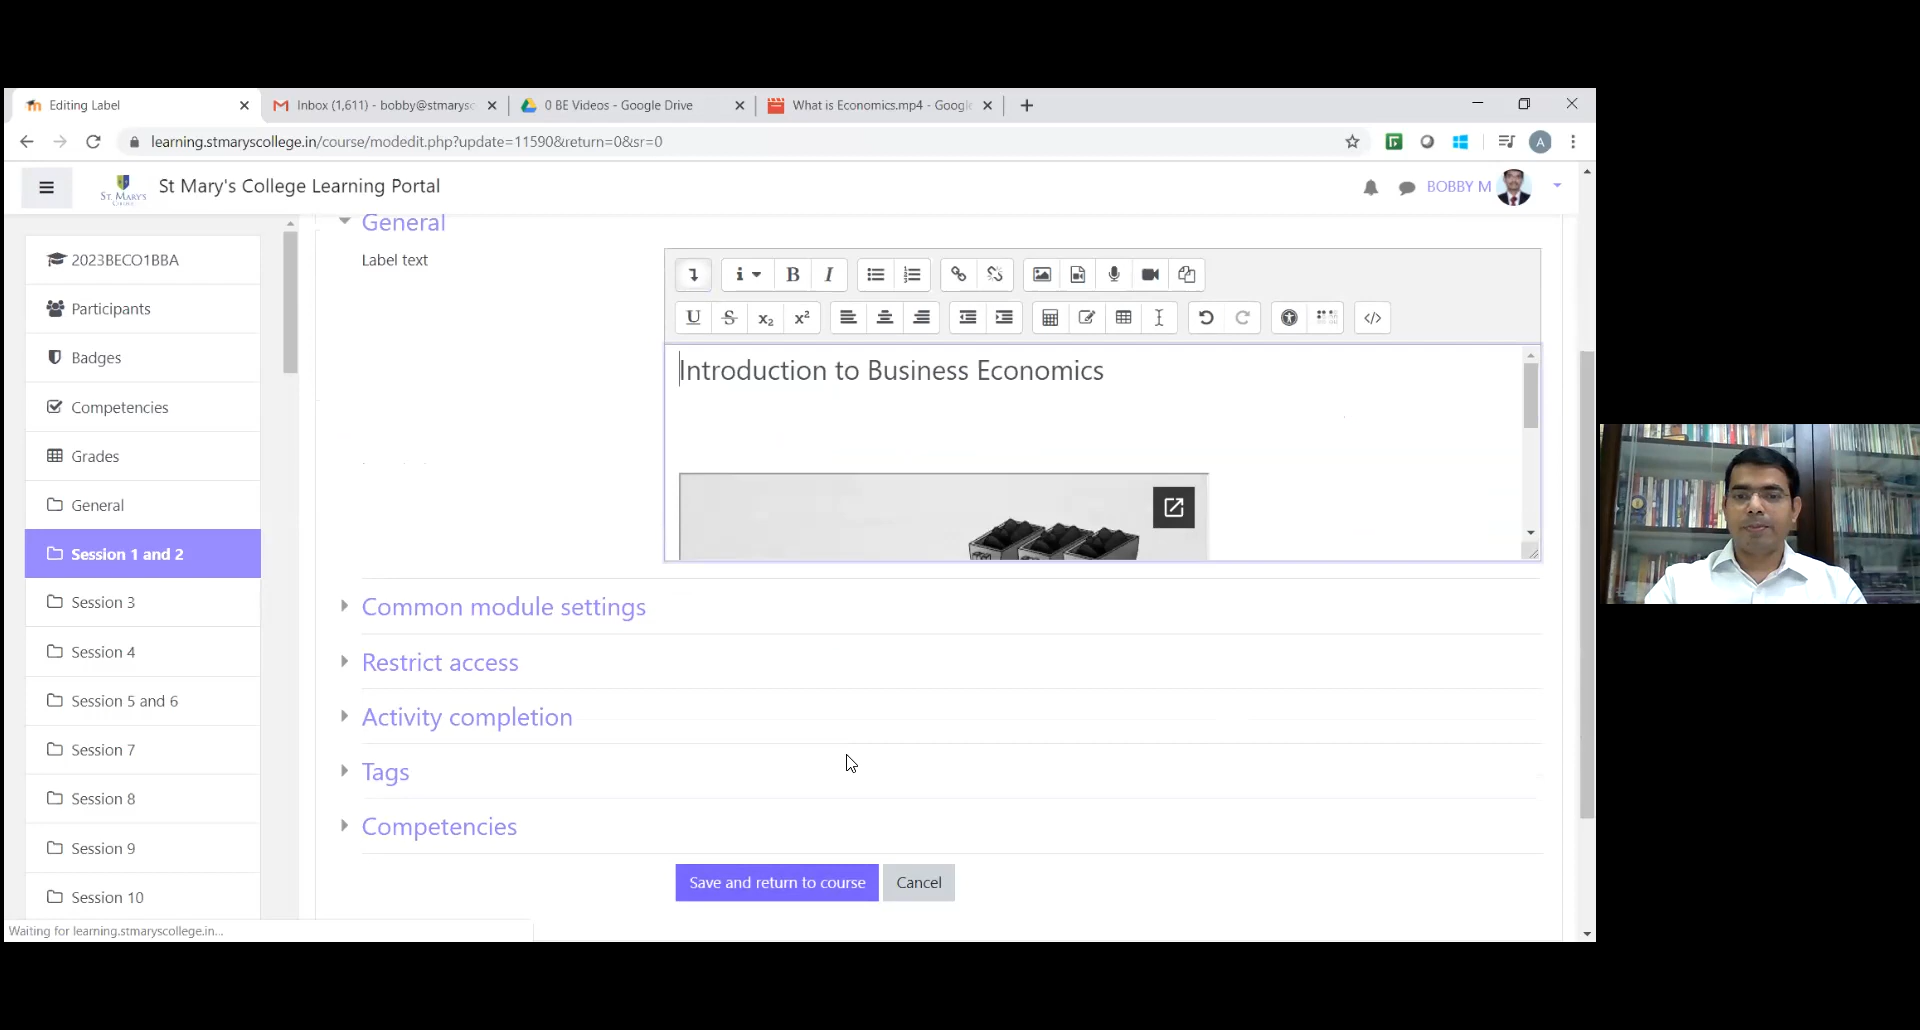 Editing Label
Inbox (1,611) - bobby@stmarysc
0 BE Videos - Google Drive
What is Economics.mp4 - Google
learning.stmaryscollege.in/course/modedit.php?update=11590&return=0&sr=0
A
ST. MARY'S
COLLEGE
St Mary's College Learning Portal
BOBBY M
2023BECO1BBA
Participants
Badges
Competencies
Grades
General
Session 1 and 2
Session 3
Session 4
Session 5 and 6
Session 7
Session 8
Session 9
Session 10
General
Label text
Introduction to Business Economics
Common module settings
Restrict access
Activity completion
Tags
Competencies
Save and return to course
Cancel
Waiting for learning.stmaryscollege.in...